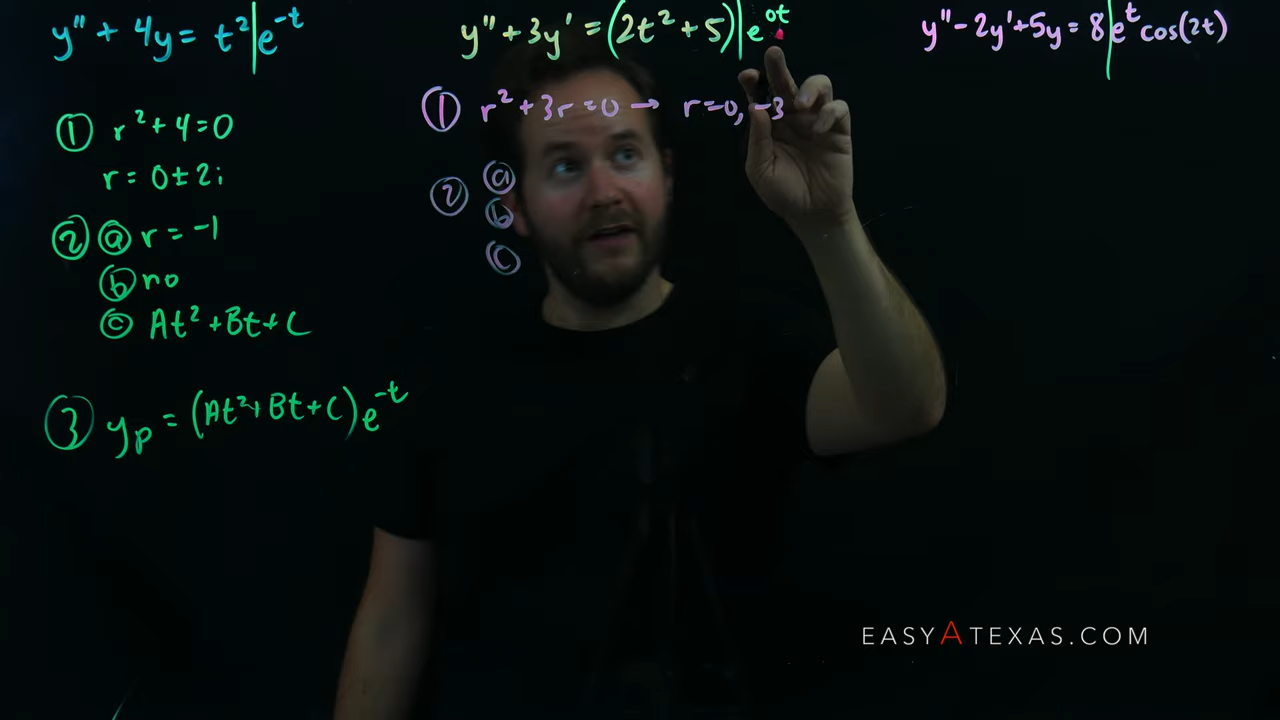 y'' + 4y = t² | e^-t
① r² + 4 = 0
r = 0 ± 2i
② ⓐ r = -1
ⓑ no
ⓒ At² + Bt + C
③ y_p = (At² + Bt + C) e^-t
y'' + 3y' = (2t² + 5) | e^0t
① r² + 3r = 0 → r = 0, -3
② ⓐ
ⓑ
ⓒ
y'' - 2y' + 5y = 8 | e^t cos(2t)
EASYATEXAS.COM